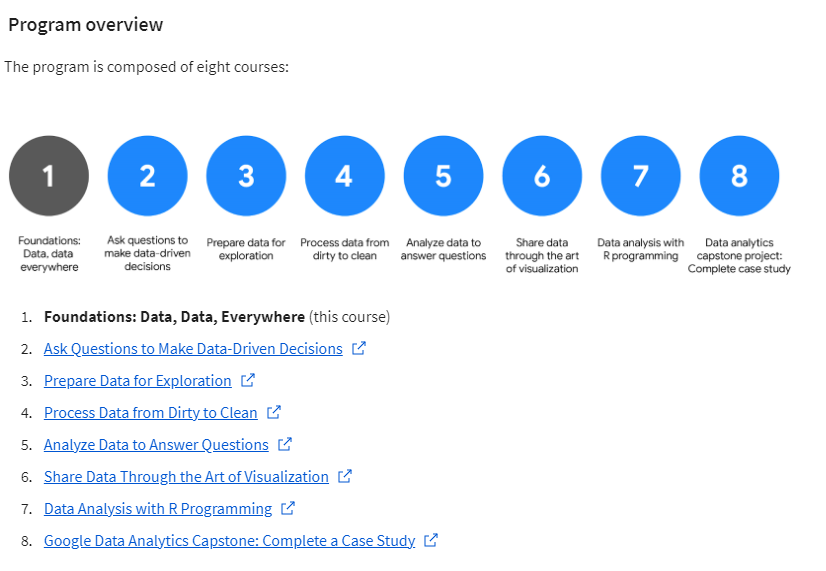 Program overview
The program is composed of eight courses:
1 2 3 4 5 6 7 8
Foundations:
Data, data
everywhere
Ask questions to
make data-driven
decisions
Prepare data for
exploration
Process data from
dirty to clean
Analyze data to
answer questions
Share data
through the art
of visualization
Data analysis with
R programming
Data analytics
capstone project:
Complete case study
1. Foundations: Data, Data, Everywhere (this course)
2. Ask Questions to Make Data-Driven Decisions
3. Prepare Data for Exploration
4. Process Data from Dirty to Clean
5. Analyze Data to Answer Questions
6. Share Data Through the Art of Visualization
7. Data Analysis with R Programming
8. Google Data Analytics Capstone: Complete a Case Study